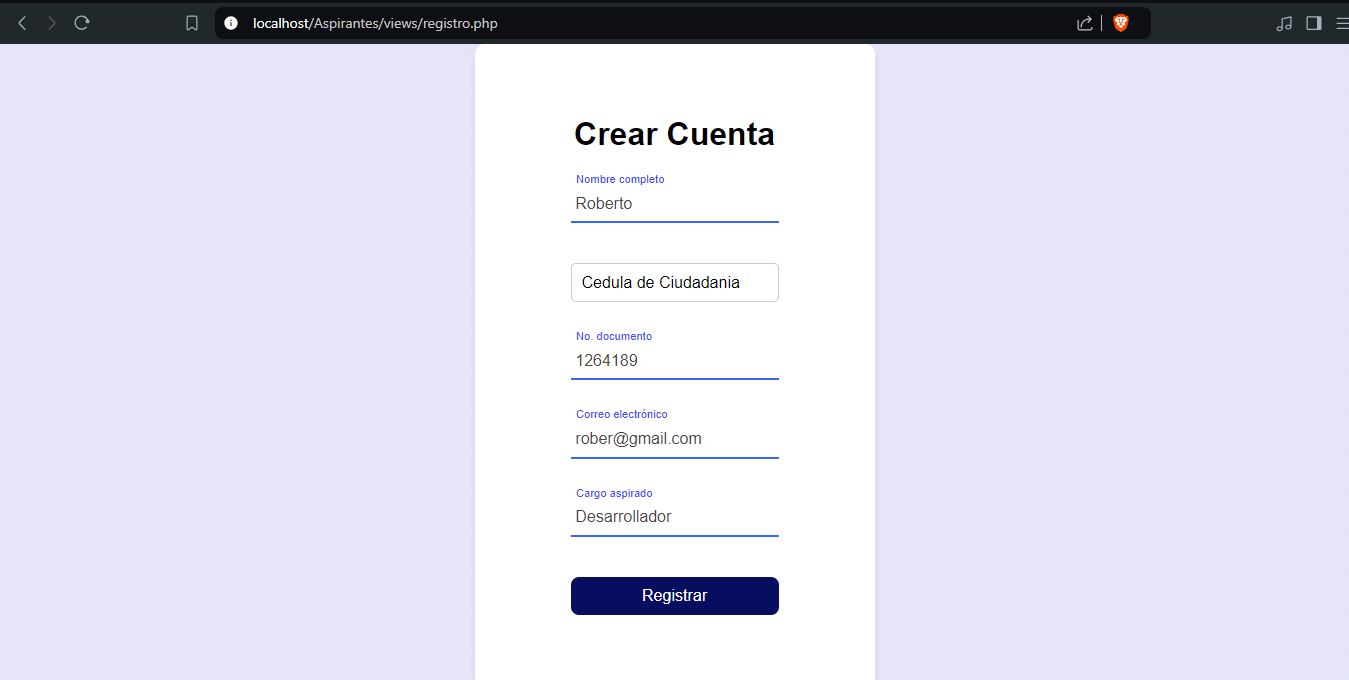 localhost/Aspirantes/views/registro.php
Crear Cuenta
Nombre completo
Roberto
Cedula de Ciudadania
No. documento
1264189
Correo electrónico
rober@gmail.com
Cargo aspirado
Desarrollador
Registrar